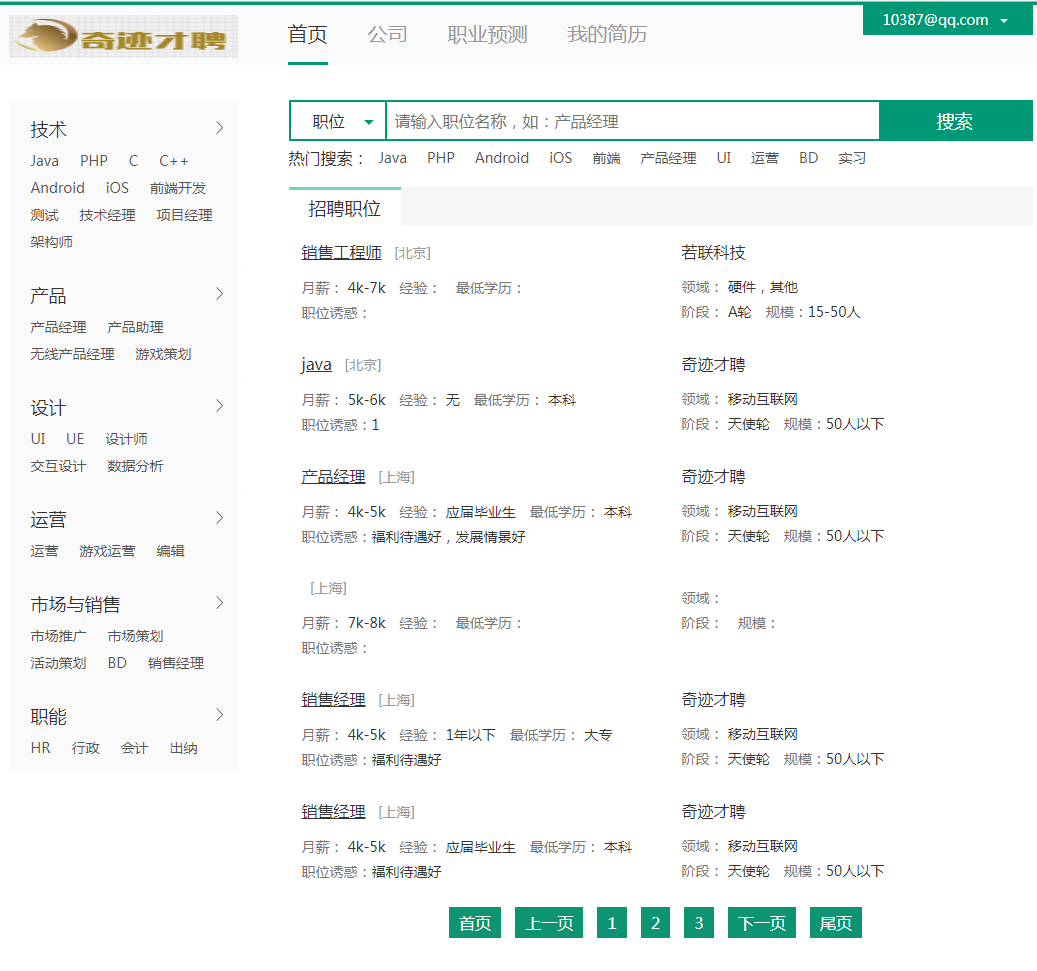 奇迹才聘 首页 公司 职业预测 我的简历 10387@qq.com
技术
Java PHP C C++
Android iOS 前端开发
测试 技术经理 项目经理
架构师
产品
产品经理 产品助理
无线产品经理 游戏策划
设计
UI UE 设计师
交互设计 数据分析
运营
运营 游戏运营 编辑
市场与销售
市场推广 市场策划
活动策划 BD 销售经理
职能
HR 行政 会计 出纳
职位 请输入职位名称，如：产品经理 搜索
热门搜索： Java PHP Android iOS 前端 产品经理 UI 运营 BD 实习
招聘职位
销售工程师 [北京] 若联科技
月薪： 4k-7k 经验： 最低学历： 领域： 硬件，其他
职位诱惑： 阶段： A轮 规模：15-50人
java [北京] 奇迹才聘
月薪： 5k-6k 经验： 无 最低学历： 本科 领域： 移动互联网
职位诱惑：1 阶段： 天使轮 规模：50人以下
产品经理 [上海] 奇迹才聘
月薪： 4k-5k 经验： 应届毕业生 最低学历： 本科 领域： 移动互联网
职位诱惑：福利待遇好，发展情景好 阶段： 天使轮 规模：50人以下
[上海]
领域：
月薪： 7k-8k 经验： 最低学历： 阶段： 规模：
职位诱惑：
销售经理 [上海] 奇迹才聘
月薪： 4k-5k 经验： 1年以下 最低学历： 大专 领域： 移动互联网
职位诱惑：福利待遇好 阶段： 天使轮 规模：50人以下
销售经理 [上海] 奇迹才聘
月薪： 4k-5k 经验： 应届毕业生 最低学历： 本科 领域： 移动互联网
职位诱惑：福利待遇好 阶段： 天使轮 规模：50人以下
首页 上一页 1 2 3 下一页 尾页